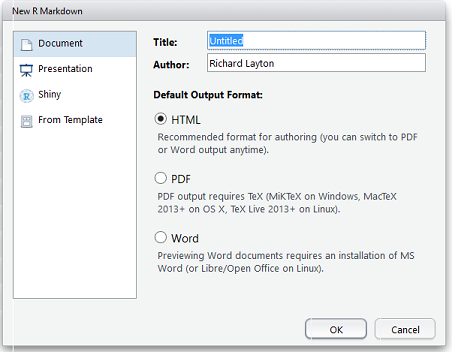 New R Markdown
Document
Presentation
Shiny
From Template
Title: Untitled
Author: Richard Layton
Default Output Format:
HTML
Recommended format for authoring (you can switch to PDF
or Word output anytime).
PDF
PDF output requires TeX (MiKTeX on Windows, MacTeX
2013+ on OS X, TeX Live 2013+ on Linux).
Word
Previewing Word documents requires an installation of MS
Word (or Libre/Open Office on Linux).
OK Cancel